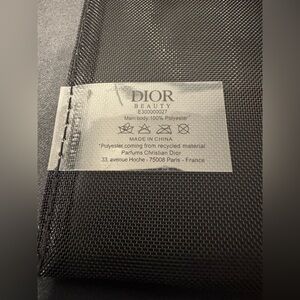 DIOR
BEAUTY
E300000027
Main body:100% Polyester
MADE IN CHINA
*Polyester coming from recycled material
Parfums Christian Dior
33, avenue Hoche - 75008 Paris - France